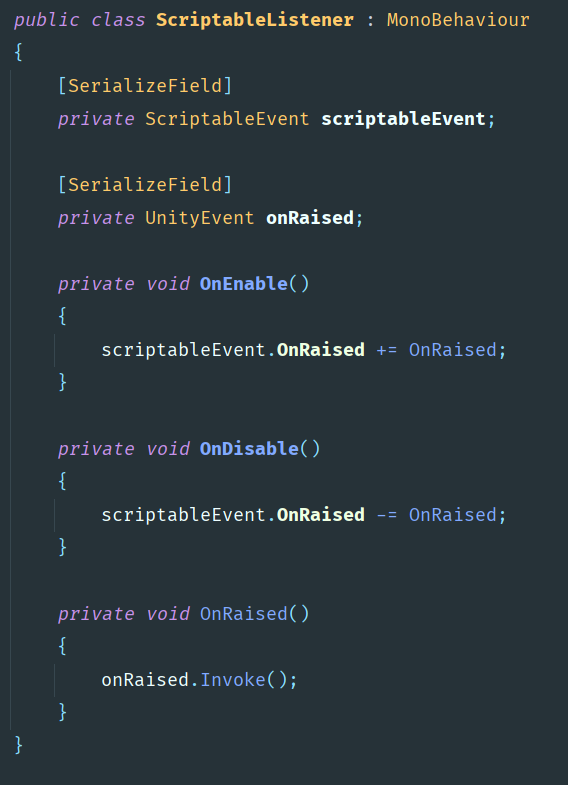 public class ScriptableListener : MonoBehaviour
{
    [SerializeField]
    private ScriptableEvent scriptableEvent;

    [SerializeField]
    private UnityEvent onRaised;

    private void OnEnable()
    {
        scriptableEvent.OnRaised += OnRaised;
    }

    private void OnDisable()
    {
        scriptableEvent.OnRaised -= OnRaised;
    }

    private void OnRaised()
    {
        onRaised.Invoke();
    }
}